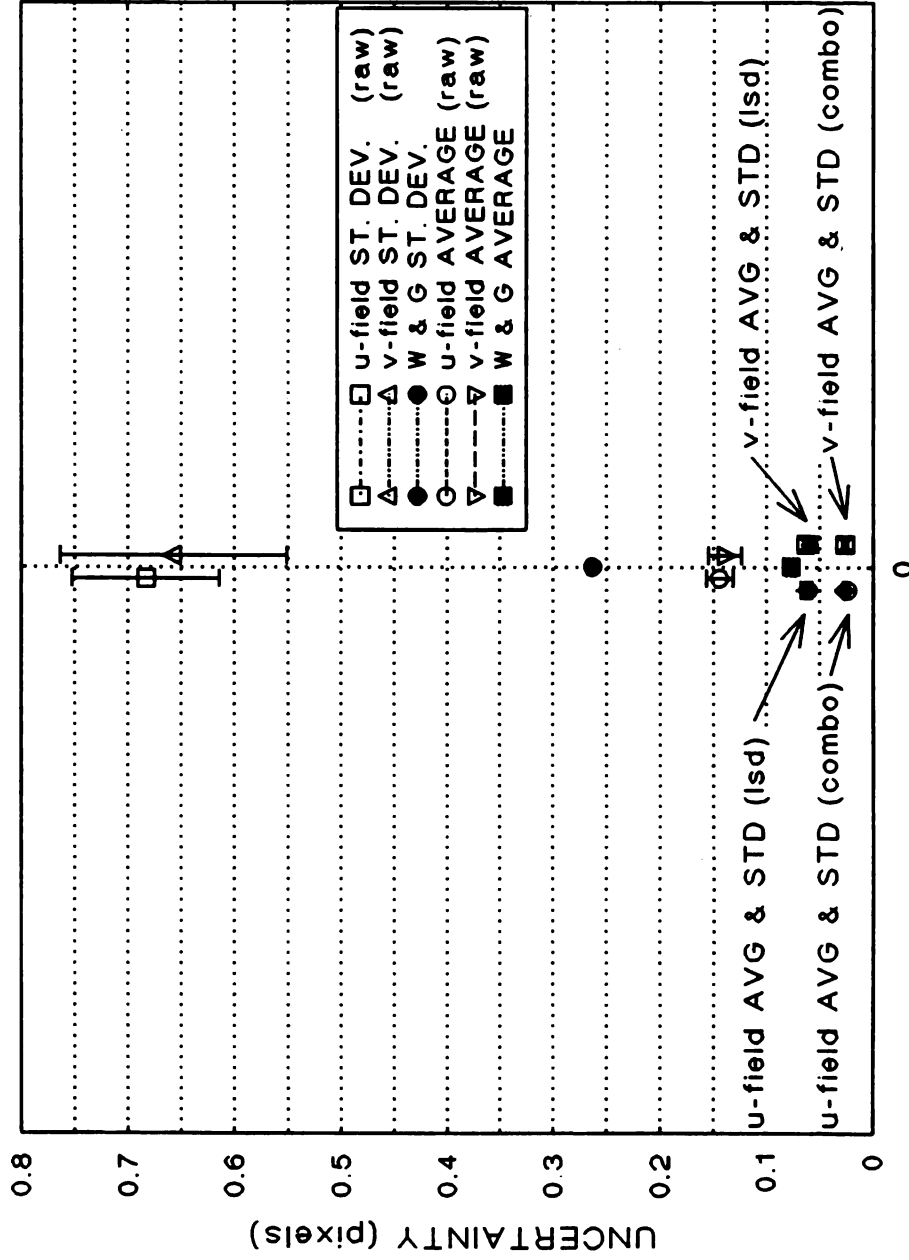 UNCERTAINTY (pixels)
0.8
0.7
0.6
0.5
0.4
0.3
0.2
0.1
0
0
u-field ST. DEV. (raw)
v-field ST. DEV. (raw)
W & G ST. DEV.
u-field AVERAGE (raw)
v-field AVERAGE (raw)
W & G AVERAGE
u-field AVG & STD (lsd)
v-field AVG & STD (lsd)
u-field AVG & STD (combo)
v-field AVG & STD (combo)